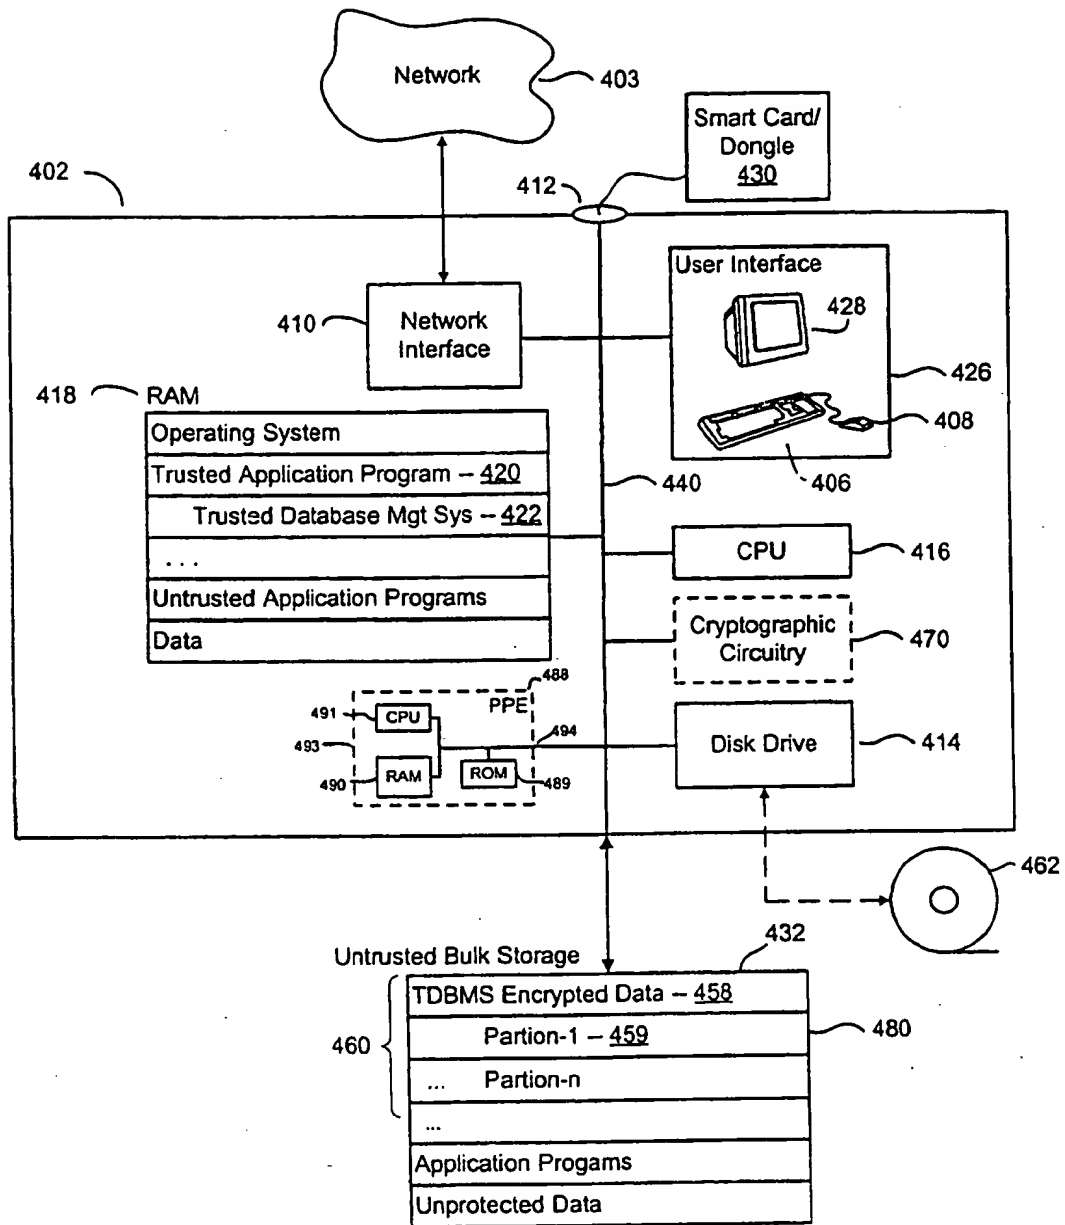 Network
403
Smart Card/
Dongle
430
402
412
User Interface
428
410
Network
Interface
426
418
RAM
408
406
Operating System
Trusted Application Program – 420
Trusted Database Mgt Sys – 422
. . .
Untrusted Application Programs
Data
440
CPU
416
Cryptographic
Circuitry
470
488
PPE
491
CPU
493
494
490
RAM
ROM
489
Disk Drive
414
462
Untrusted Bulk Storage
432
TDBMS Encrypted Data – 458
460
Partion-1 – 459
480
... Partion-n
...
Application Progams
Unprotected Data